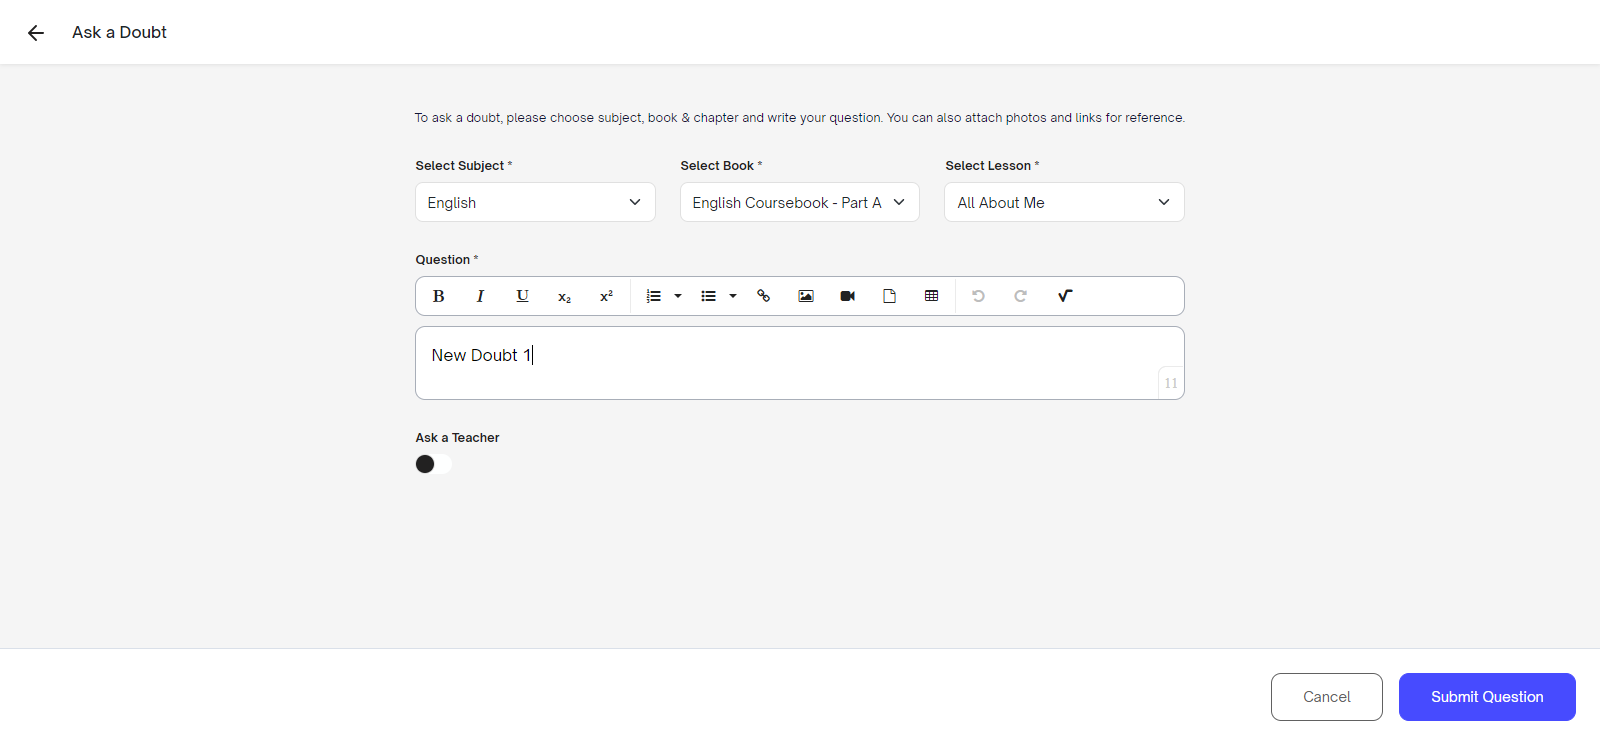 Ask a Doubt
To ask a doubt, please choose subject, book & chapter and write your question. You can also attach photos and links for reference.
Select Subject * Select Book * Select Lesson *
English English Coursebook - Part A All About Me
Question *
B I U x₂ x²
New Doubt 1
11
Ask a Teacher
Cancel Submit Question